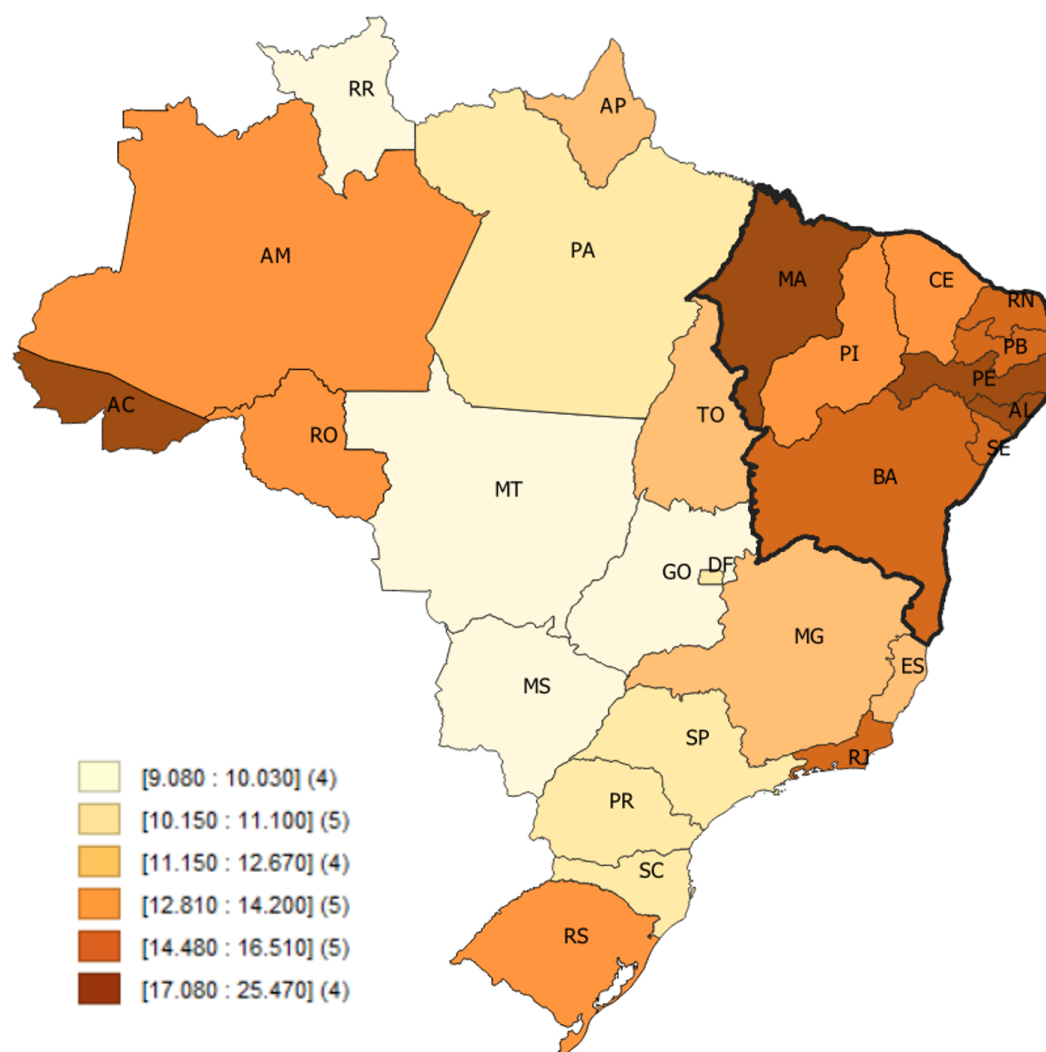 RR
AP
AM
PA
MA
CE
RN
PI
PB
PE
AC
TO
AL
RO
SE
BA
MT
DF
GO
MG
ES
MS
SP
RJ
PR
SC
RS
[9.080 : 10.030] (4)
[10.150 : 11.100] (5)
[11.150 : 12.670] (4)
[12.810 : 14.200] (5)
[14.480 : 16.510] (5)
[17.080 : 25.470] (4)